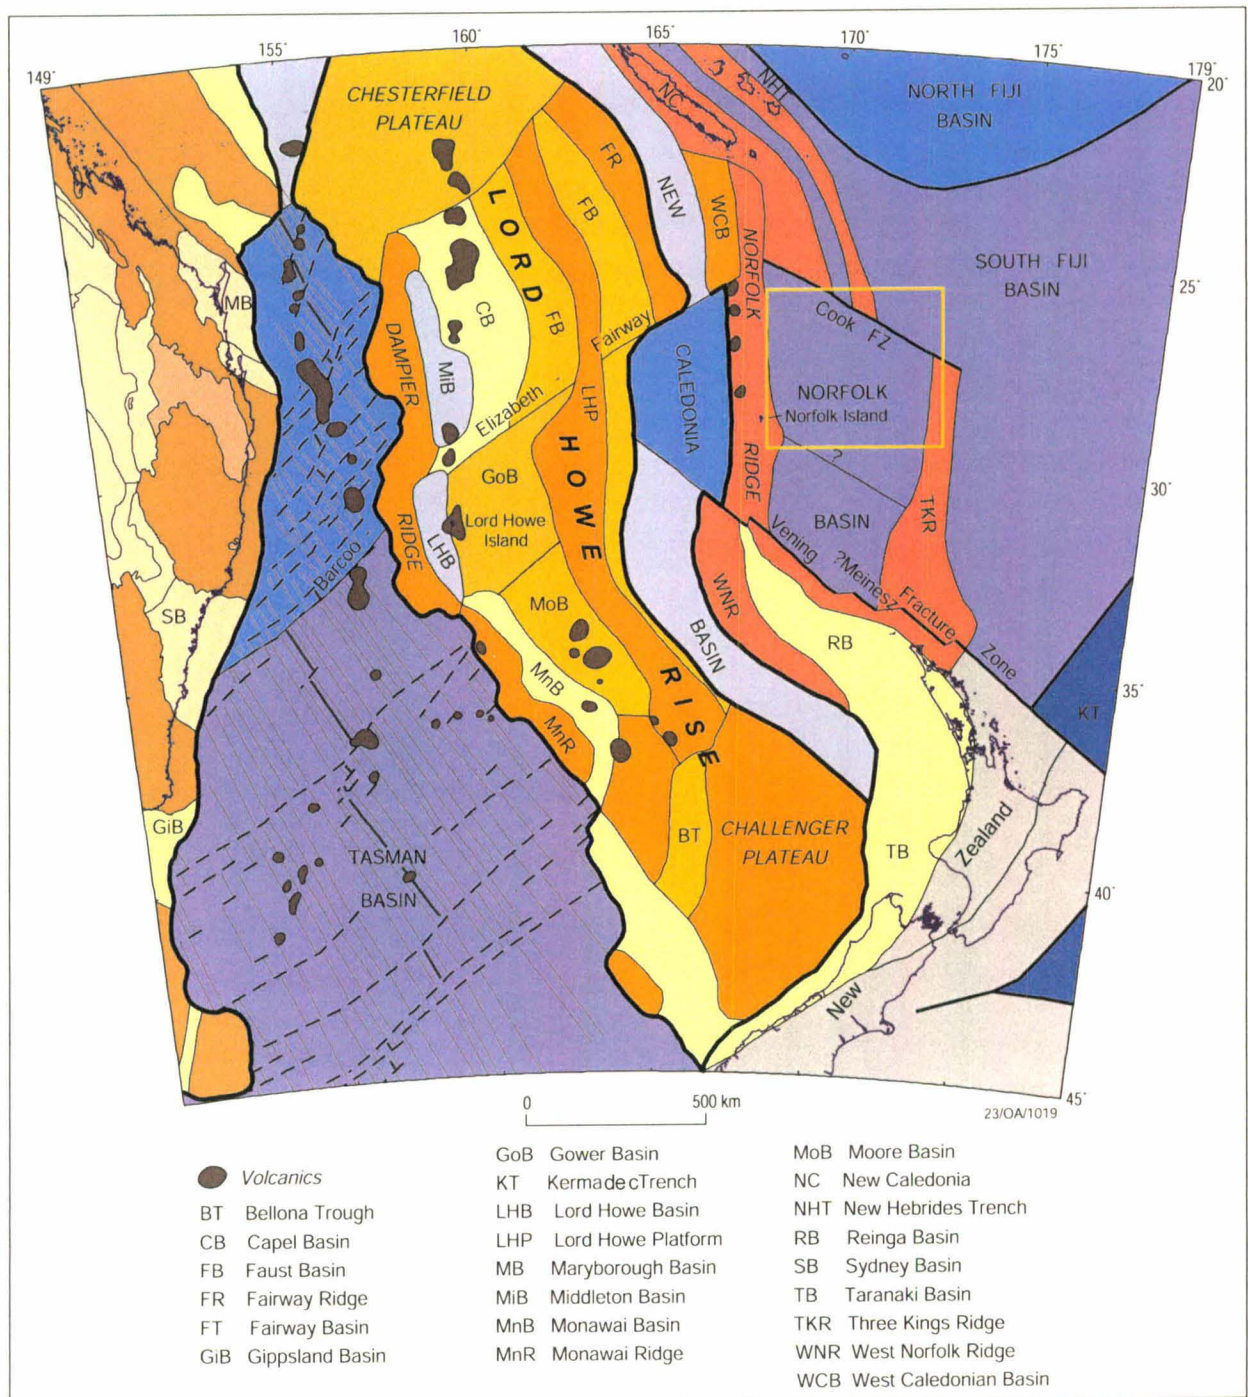 149°
155°
160°
165°
170°
175°
179°
20°
CHESTERFIELD
PLATEAU
NC
NHT
NORTH FIJI
BASIN
FR
NEW
WCB
FB
LORD
NORFOLK
SOUTH FIJI
BASIN
25°
MB
CB
FB
Fairway
Cook FZ
DAMPIER
MiB
LHP
CALEDONIA
NORFOLK
Norfolk Island
Elizabeth
HOWE
?
RIDGE
GoB
30°
Lord Howe
Island
BASIN
TKR
RIDGE
LHB
Vening ?Meinesz Fracture Zone
Barcoo
SB
MoB
WNR
BASIN
RB
MnB
RISE
35°
KT
MnR
GiB
BT
CHALLENGER
PLATEAU
TB
New Zealand
TASMAN
BASIN
40°
45°
0 500 km
23/OA/1019
Volcanics
BT Bellona Trough
CB Capel Basin
FB Faust Basin
FR Fairway Ridge
FT Fairway Basin
GiB Gippsland Basin
GoB Gower Basin
KT KermadecTrench
LHB Lord Howe Basin
LHP Lord Howe Platform
MB Maryborough Basin
MiB Middleton Basin
MnB Monawai Basin
MnR Monawai Ridge
MoB Moore Basin
NC New Caledonia
NHT New Hebrides Trench
RB Reinga Basin
SB Sydney Basin
TB Taranaki Basin
TKR Three Kings Ridge
WNR West Norfolk Ridge
WCB West Caledonian Basin